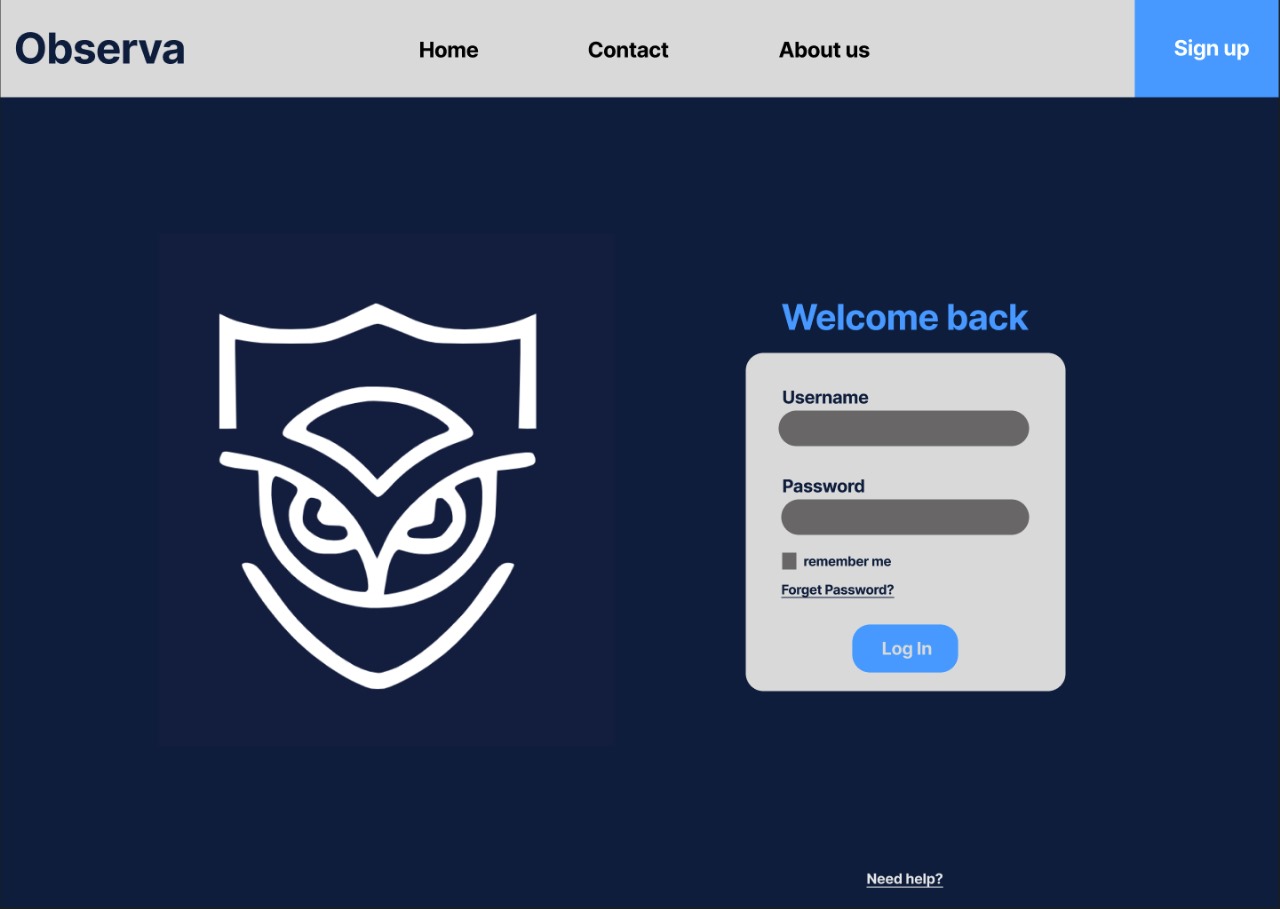 Observa
Home
Contact
About us
Sign up
Welcome back
Username
Password
remember me
Forget Password?
Log In
Need help?